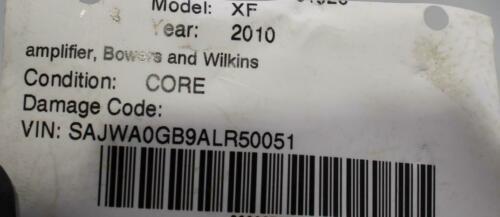 Model: XF
Year: 2010
amplifier, Bowers and Wilkins
Condition: CORE
Damage Code:
VIN: SAJWA0GB9ALR50051